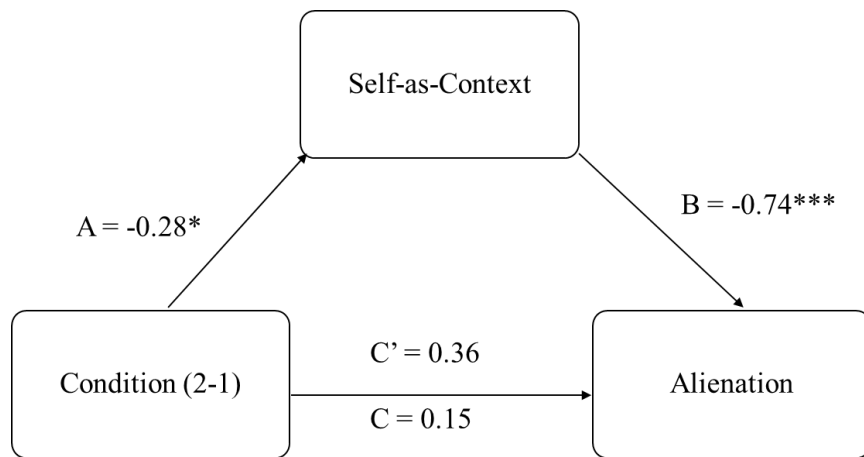 Self-as-Context
A = -0.28*
B = -0.74***
Condition (2-1)
C’ = 0.36
C = 0.15
Alienation